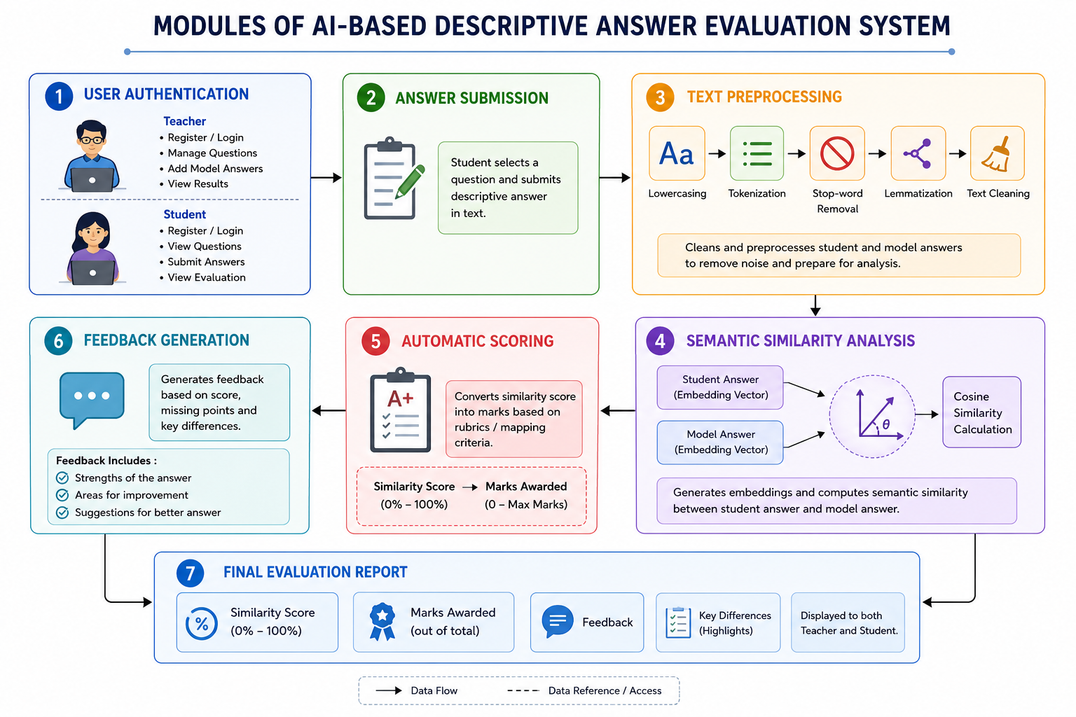 MODULES OF AI-BASED DESCRIPTIVE ANSWER EVALUATION SYSTEM
1 USER AUTHENTICATION
Teacher
• Register / Login
• Manage Questions
• Add Model Answers
• View Results
Student
• Register / Login
• View Questions
• Submit Answers
• View Evaluation
2 ANSWER SUBMISSION
Student selects a
question and submits
descriptive answer
in text.
3 TEXT PREPROCESSING
Aa
Lowercasing
Tokenization
Stop-word
Removal
Lemmatization
Text Cleaning
Cleans and preprocesses student and model answers
to remove noise and prepare for analysis.
4 SEMANTIC SIMILARITY ANALYSIS
Student Answer
(Embedding Vector)
Model Answer
(Embedding Vector)
θ
Cosine
Similarity
Calculation
Generates embeddings and computes semantic similarity
between student answer and model answer.
5 AUTOMATIC SCORING
A+
Converts similarity score
into marks based on
rubrics / mapping
criteria.
Similarity Score → Marks Awarded
(0% – 100%) (0 – Max Marks)
6 FEEDBACK GENERATION
Generates feedback
based on score,
missing points and
key differences.
Feedback Includes :
Strengths of the answer
Areas for improvement
Suggestions for better answer
7 FINAL EVALUATION REPORT
%
Similarity Score
(0% – 100%)
Marks Awarded
(out of total)
Feedback
Key Differences
(Highlights)
Displayed to both
Teacher and Student.
Data Flow
Data Reference / Access